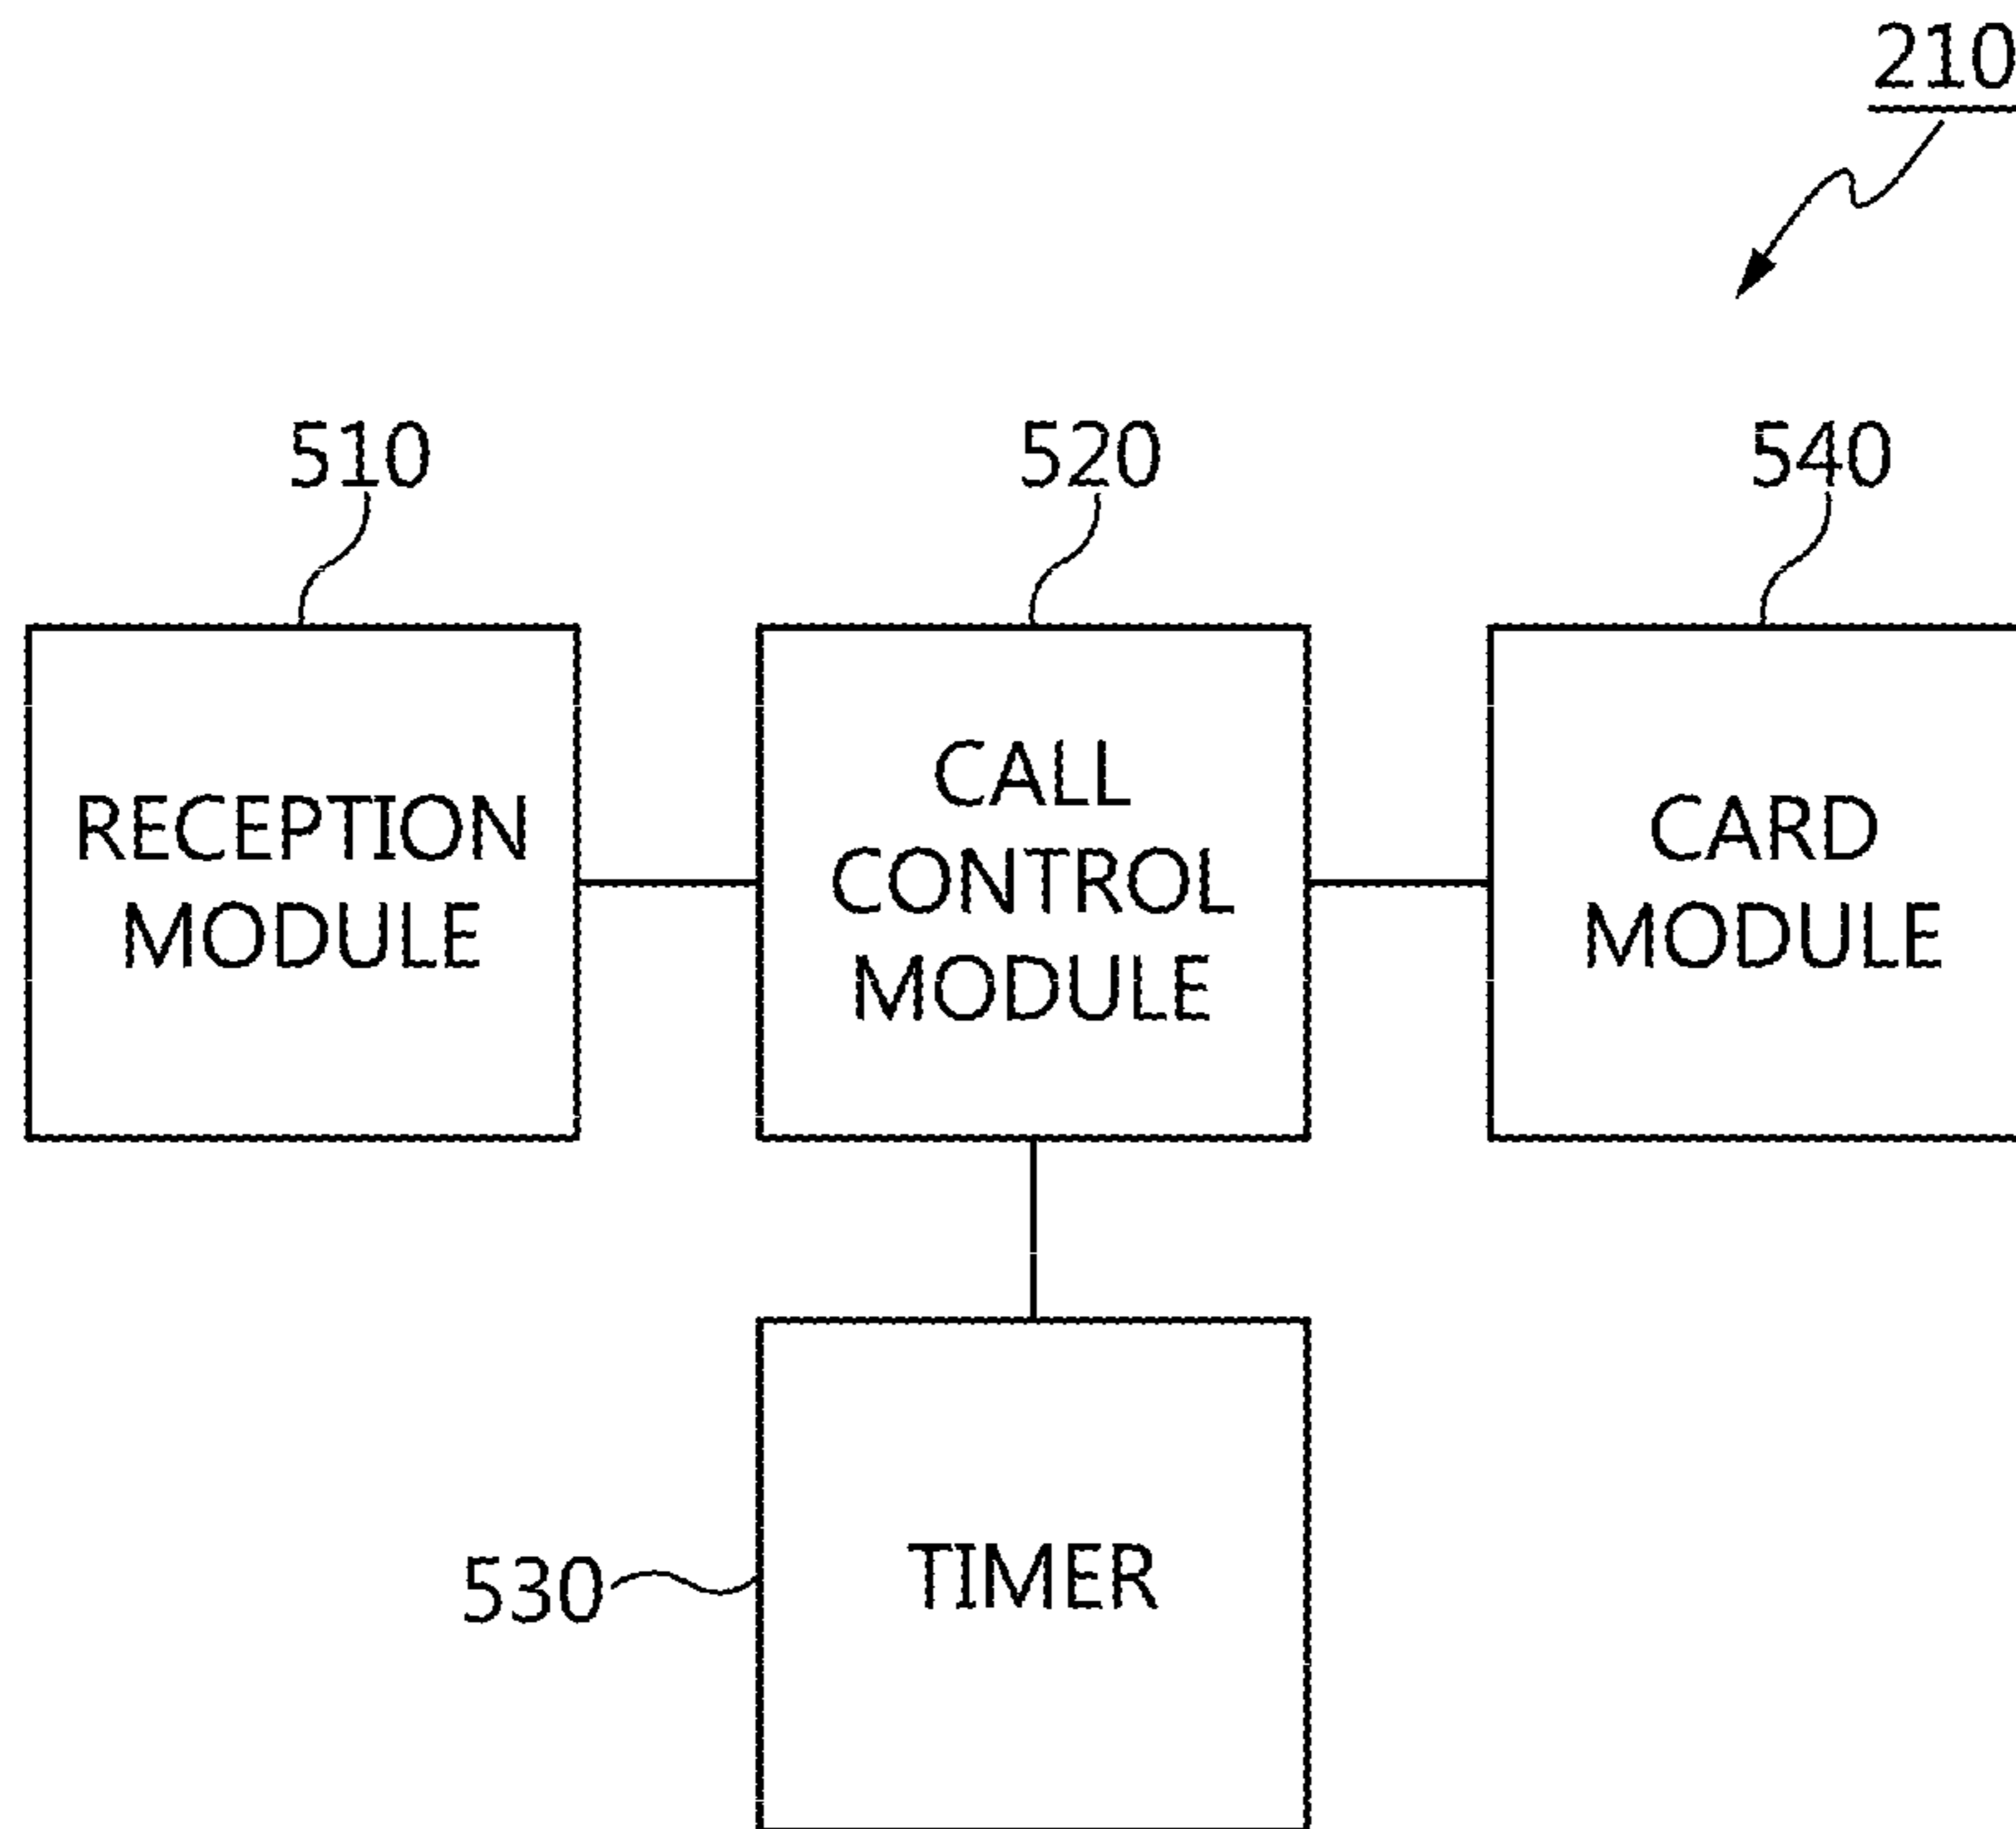 210
510
520
540
RECEPTION
MODULE
CALL
CONTROL
MODULE
CARD
MODULE
530
TIMER